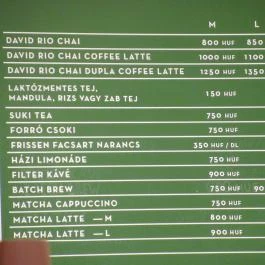 M L
DAVID RIO CHAI 800 HUF 850
DAVID RIO CHAI COFFEE LATTE 1000 HUF 1100
DAVID RIO CHAI DUPLA COFFEE LATTE 1250 HUF 1350
LAKTÓZMENTES TEJ,
MANDULA, RIZS VAGY ZAB TEJ 150 HUF
SUKI TEA 750 HUF
FORRÓ CSOKI 750 HUF
FRISSEN FACSART NARANCS 350 HUF / DL
HÁZI LIMONÁDÉ 750 HUF
FILTER KÁVÉ 900 HUF
BATCH BREW 750 HUF 90
MATCHA CAPPUCCINO 750 HUF
MATCHA LATTE — M 800 HUF
MATCHA LATTE — L 900 HUF